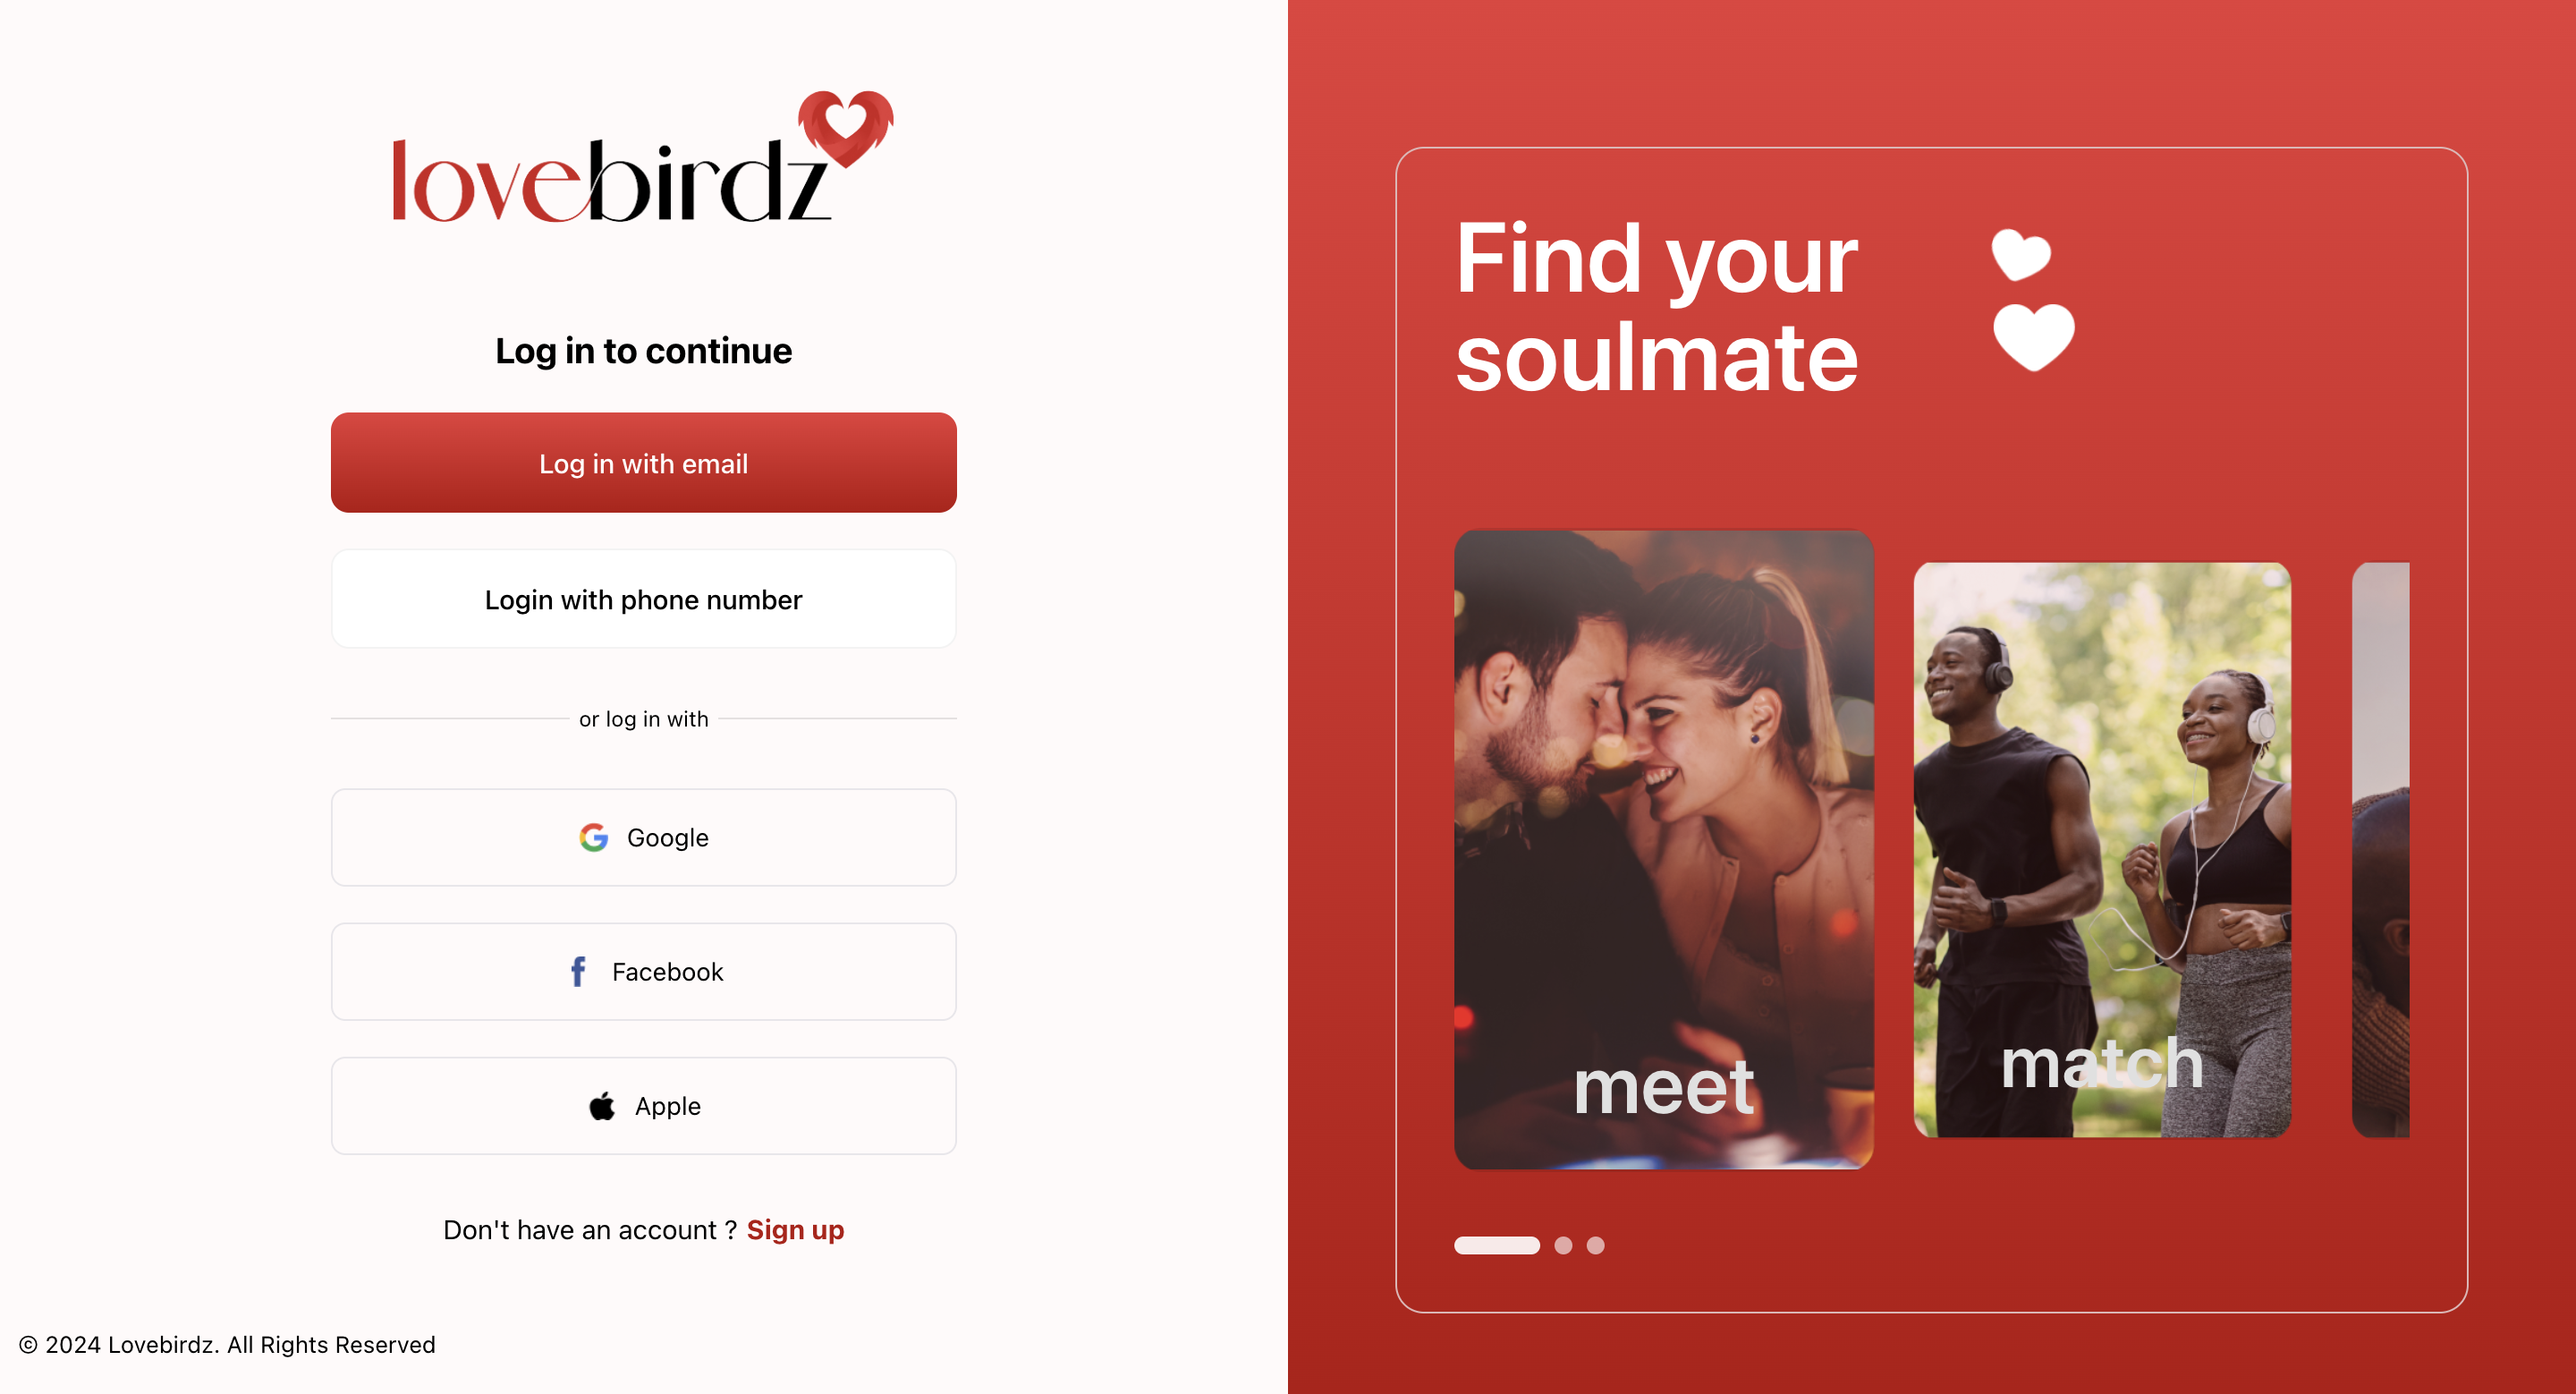 lovebirdz
Log in to continue
Log in with email
Login with phone number
or log in with
Google
Facebook
Apple
Don't have an account ? Sign up
© 2024 Lovebirdz. All Rights Reserved
Find your
soulmate
meet
match